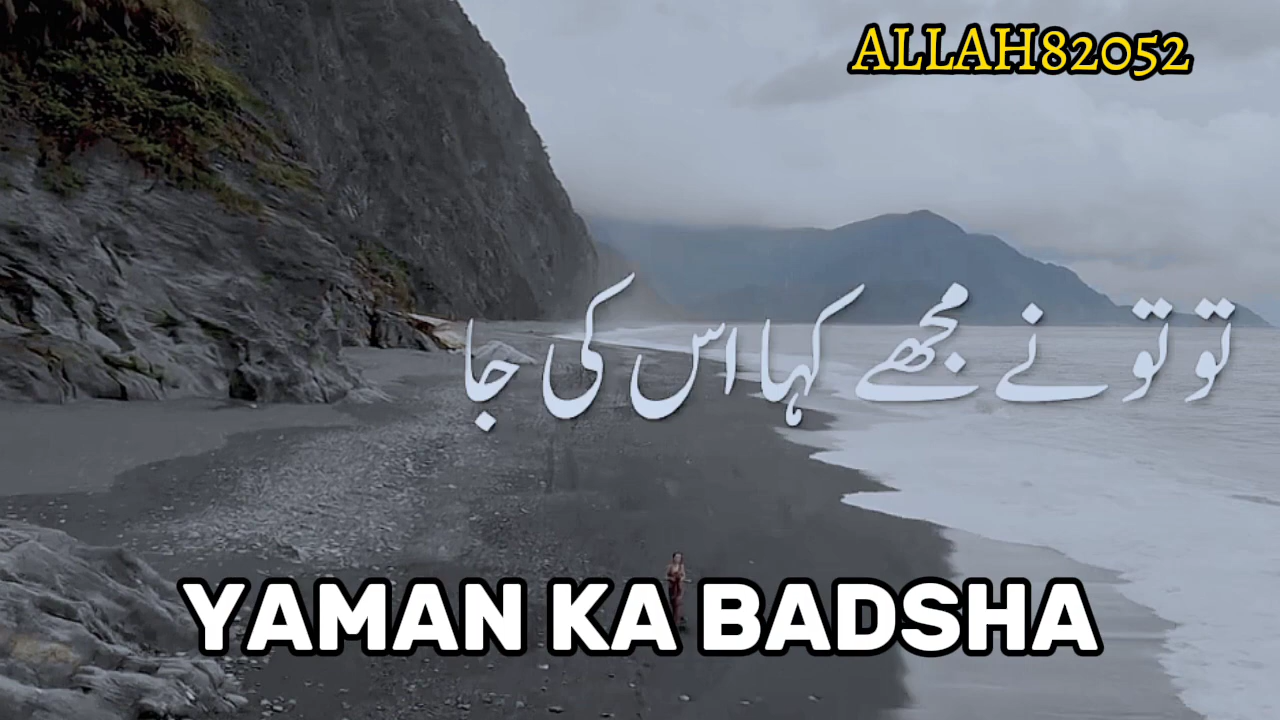 ALLAH82052
تو تو نے مجھے کہا اس کی جا
YAMAN KA BADSHA